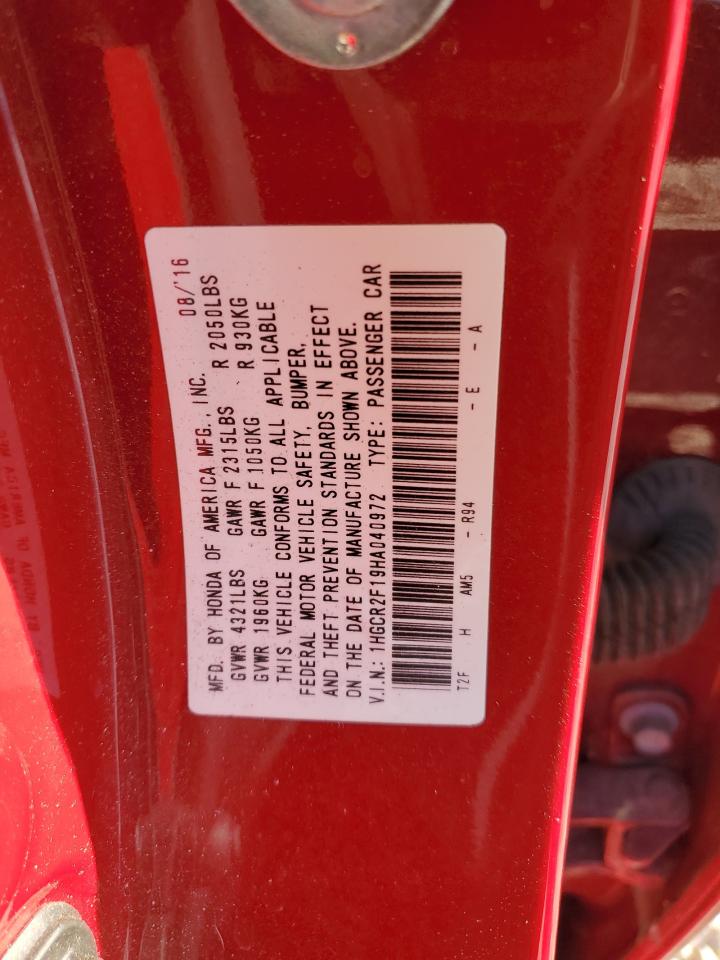 MFD. BY HONDA OF AMERICA MFG., INC. 08/'16
GVWR 4321LBS GAWR F 2315LBS R 2050LBS
GVWR 1960KG GAWR F 1050KG R 930KG
THIS VEHICLE CONFORMS TO ALL APPLICABLE
FEDERAL MOTOR VEHICLE SAFETY, BUMPER,
AND THEFT PREVENTION STANDARDS IN EFFECT
ON THE DATE OF MANUFACTURE SHOWN ABOVE.
V.I.N.: 1HGCR2F19HA040972 TYPE: PASSENGER CAR
T2F H AM5 - R94 - E - A